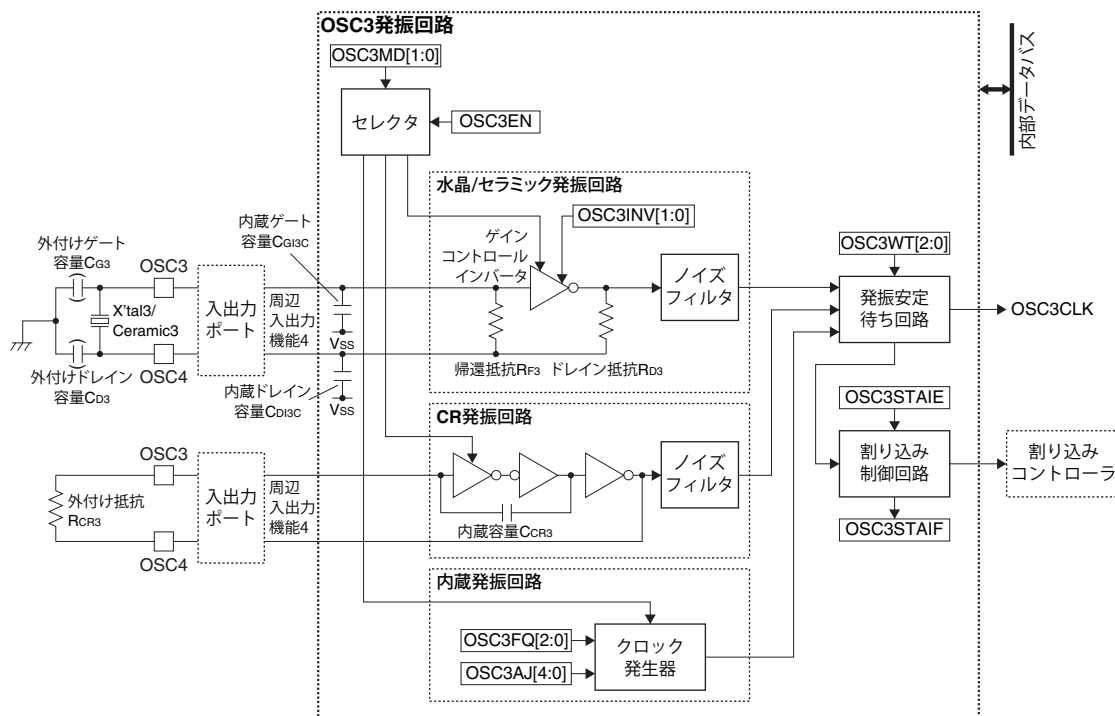 OSC3発振回路
OSC3MD[1:0]
セレクタ
OSC3EN
内部データバス
水晶/セラミック発振回路
OSC3INV[1:0]
ゲイン
コントロール
インバータ
ノイズ
フィルタ
帰還抵抗RF3
ドレイン抵抗RD3
内蔵ゲート
容量CGI3C
VSS
内蔵ドレイン
容量CDI3C
VSS
外付けゲート
容量CG3
OSC3
X'tal3/
Ceramic3
OSC4
外付けドレイン
容量CD3
入出力
ポート
周辺
入出力
機能4
OSC3WT[2:0]
発振安定
待ち回路
OSC3CLK
OSC3STAIE
割り込み
制御回路
OSC3STAIF
割り込み
コントローラ
CR発振回路
ノイズ
フィルタ
内蔵容量CCR3
OSC3
外付け抵抗
RCR3
OSC4
入出力
ポート
周辺
入出力
機能4
内蔵発振回路
OSC3FQ[2:0]
OSC3AJ[4:0]
クロック
発生器